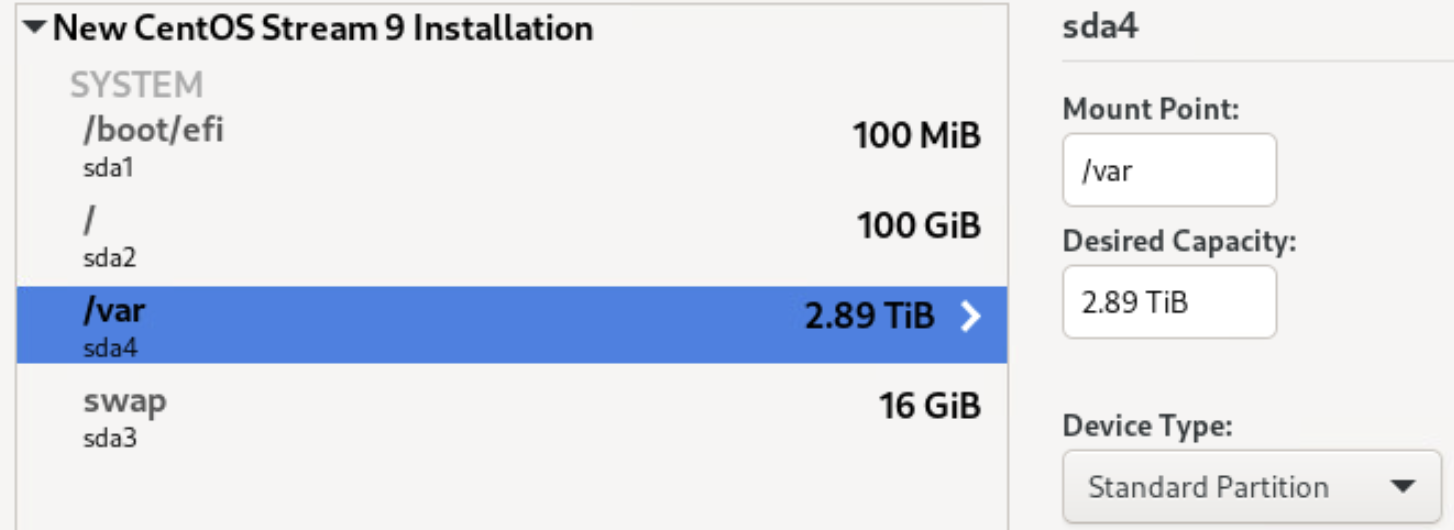 New CentOS Stream 9 Installation
SYSTEM
/boot/efi 100 MiB
sda1
/ 100 GiB
sda2
/var 2.89 TiB
sda4
swap 16 GiB
sda3
sda4
Mount Point:
/var
Desired Capacity:
2.89 TiB
Device Type:
Standard Partition